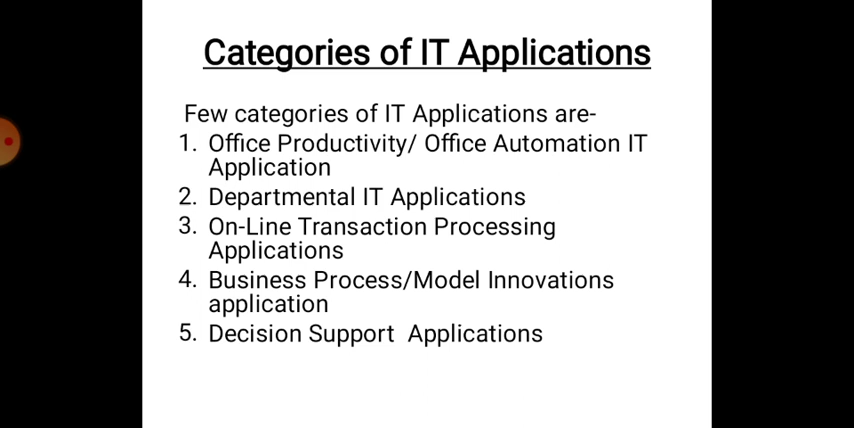 Categories of IT Applications
Few categories of IT Applications are-
1. Office Productivity/ Office Automation IT
Application
2. Departmental IT Applications
3. On-Line Transaction Processing
Applications
4. Business Process/Model Innovations
application
5. Decision Support  Applications